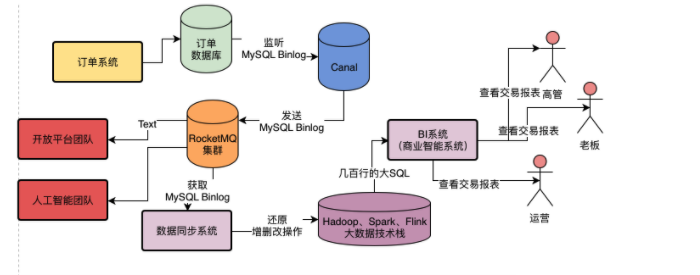 订单系统
订单
数据库
监听
MySQL Binlog
Canal
发送
MySQL Binlog
RocketMQ
集群
Text
开放平台团队
人工智能团队
获取
MySQL Binlog
数据同步系统
还原
增删改操作
Hadoop、Spark、Flink
大数据技术栈
几百行的大SQL
BI系统
(商业智能系统)
查看交易报表
高管
查看交易报表
老板
查看交易报表
运营